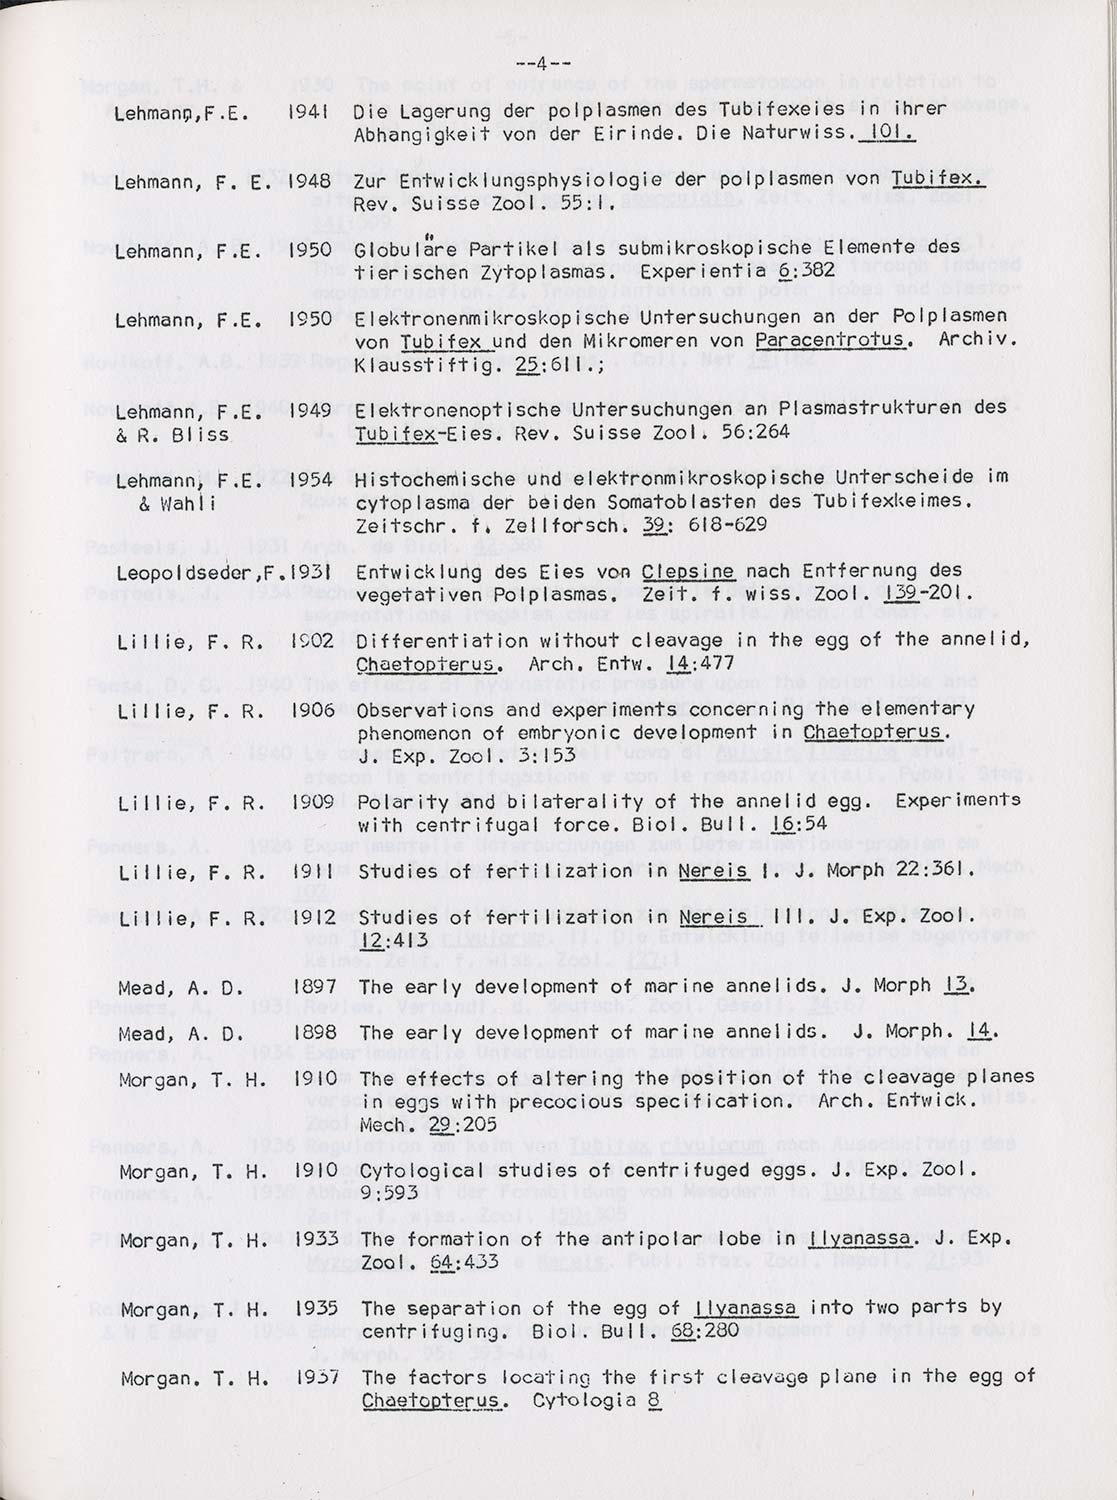 --4--
Lehmann,F.E. 1941 Die Lagerung der polplasmen des Tubifexeies in ihrer
Abhangigkeit von der Eirinde. Die Naturwiss. 101.
Lehmann, F. E. 1948 Zur Entwicklungsphysiologie der polplasmen von Tubifex.
Rev. Suisse Zool. 55:1.
Lehmann, F.E. 1950 Globuläre Partikel als submikroskopische Elemente des
tierischen Zytoplasmas. Experientia 6:382
Lehmann, F.E. 1950 Elektronenmikroskopische Untersuchungen an der Polplasmen
von Tubifex und den Mikromeren von Paracentrotus. Archiv.
Klausstiftig. 25:611.;
Lehmann, F.E. 1949 Elektronenoptische Untersuchungen an Plasmastrukturen des
& R. Bliss Tubifex-Eies. Rev. Suisse Zool. 56:264
Lehmann, F.E. 1954 Histochemische und elektronmikroskopische Unterscheide im
& Wahli cytoplasma der beiden Somatoblasten des Tubifexkeimes.
Zeitschr. f. Zellforsch. 39: 618-629
Leopoldseder,F.1931 Entwicklung des Eies von Clepsine nach Entfernung des
vegetativen Polplasmas. Zeit. f. wiss. Zool. 139-201.
Lillie, F. R. 1902 Differentiation without cleavage in the egg of the annelid,
Chaetopterus. Arch. Entw. 14:477
Lillie, F. R. 1906 Observations and experiments concerning the elementary
phenomenon of embryonic development in Chaetopterus.
J. Exp. Zool. 3:153
Lillie, F. R. 1909 Polarity and bilaterality of the annelid egg. Experiments
with centrifugal force. Biol. Bull. 16:54
Lillie, F. R. 1911 Studies of fertilization in Nereis I. J. Morph 22:361.
Lillie, F. R. 1912 Studies of fertilization in Nereis III. J. Exp. Zool.
12:413
Mead, A. D. 1897 The early development of marine annelids. J. Morph 13.
Mead, A. D. 1898 The early development of marine annelids. J. Morph. 14.
Morgan, T. H. 1910 The effects of altering the position of the cleavage planes
in eggs with precocious specification. Arch. Entwick.
Mech. 29:205
Morgan, T. H. 1910 Cytological studies of centrifuged eggs. J. Exp. Zool.
9:593
Morgan, T. H. 1933 The formation of the antipolar lobe in Ilyanassa. J. Exp.
Zool. 64:433
Morgan, T. H. 1935 The separation of the egg of Ilyanassa into two parts by
centrifuging. Biol. Bull. 68:280
Morgan. T. H. 1937 The factors locating the first cleavage plane in the egg of
Chaetopterus. Cytologia 8